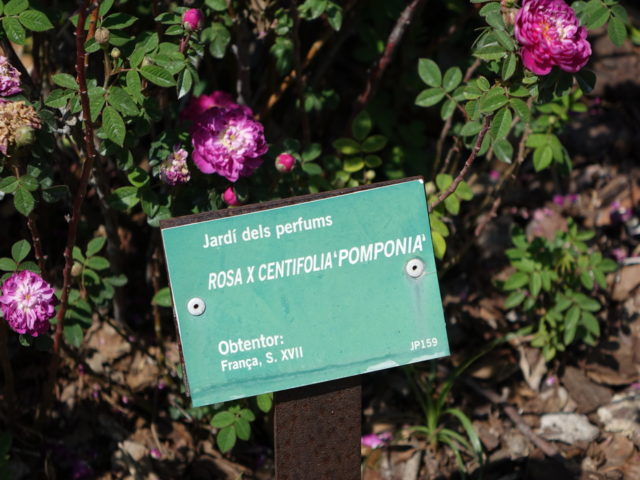 Jardí dels perfums
ROSA X CENTIFOLIA 'POMPONIA'
Obtentor:
França, S. XVII
JP159